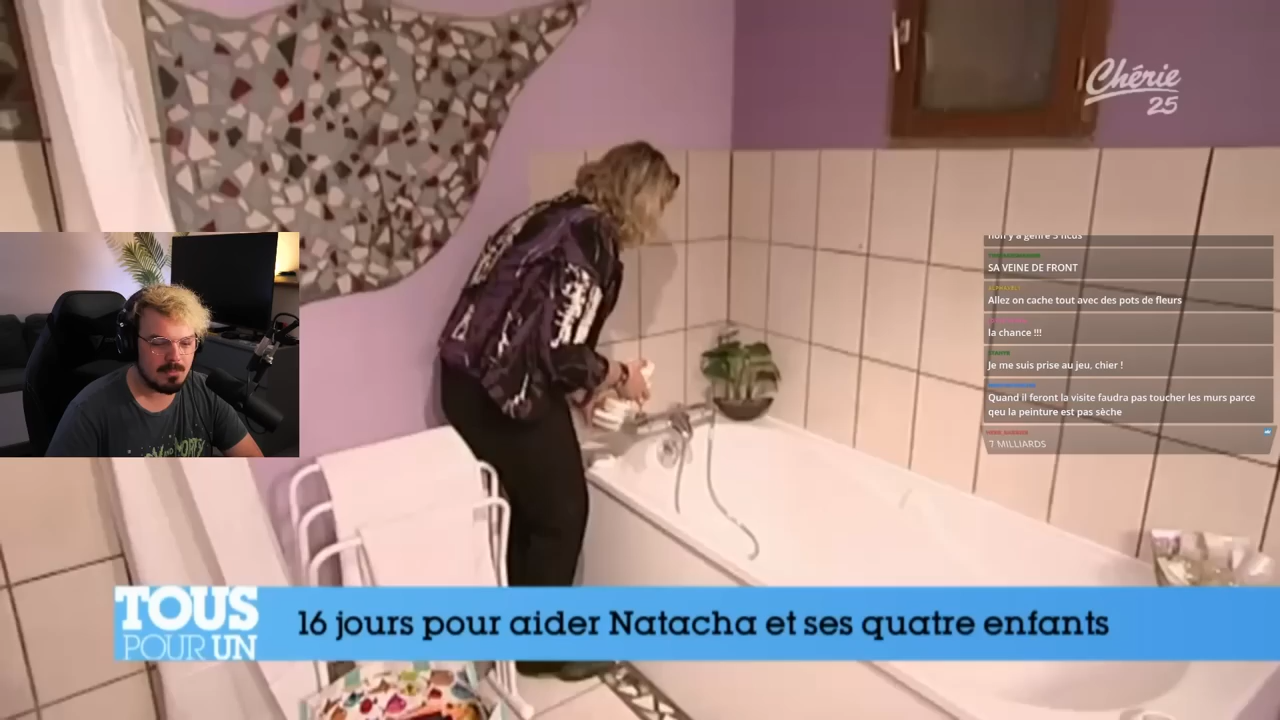 Chérie
25
SA VEINE DE FRONT
Allez on cache tout avec des pots de fleurs
la chance !!!
Je me suis prise au jeu, chier !
Quand il feront la visite faudra pas toucher les murs parce
qeu la peinture est pas sèche
7 MILLIARDS
TOUS
POUR UN
16 jours pour aider Natacha et ses quatre enfants